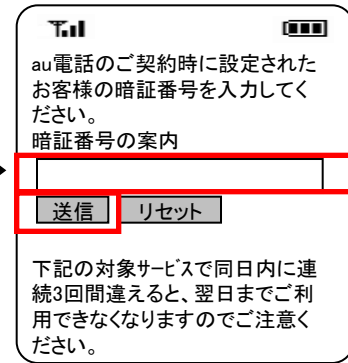 au電話のご契約時に設定された
お客様の暗証番号を入力してく
ださい。
暗証番号の案内
送信 リセット
下記の対象サービスで同日内に連
続3回間違えると、翌日までご利
用できなくなりますのでご注意く
ださい。